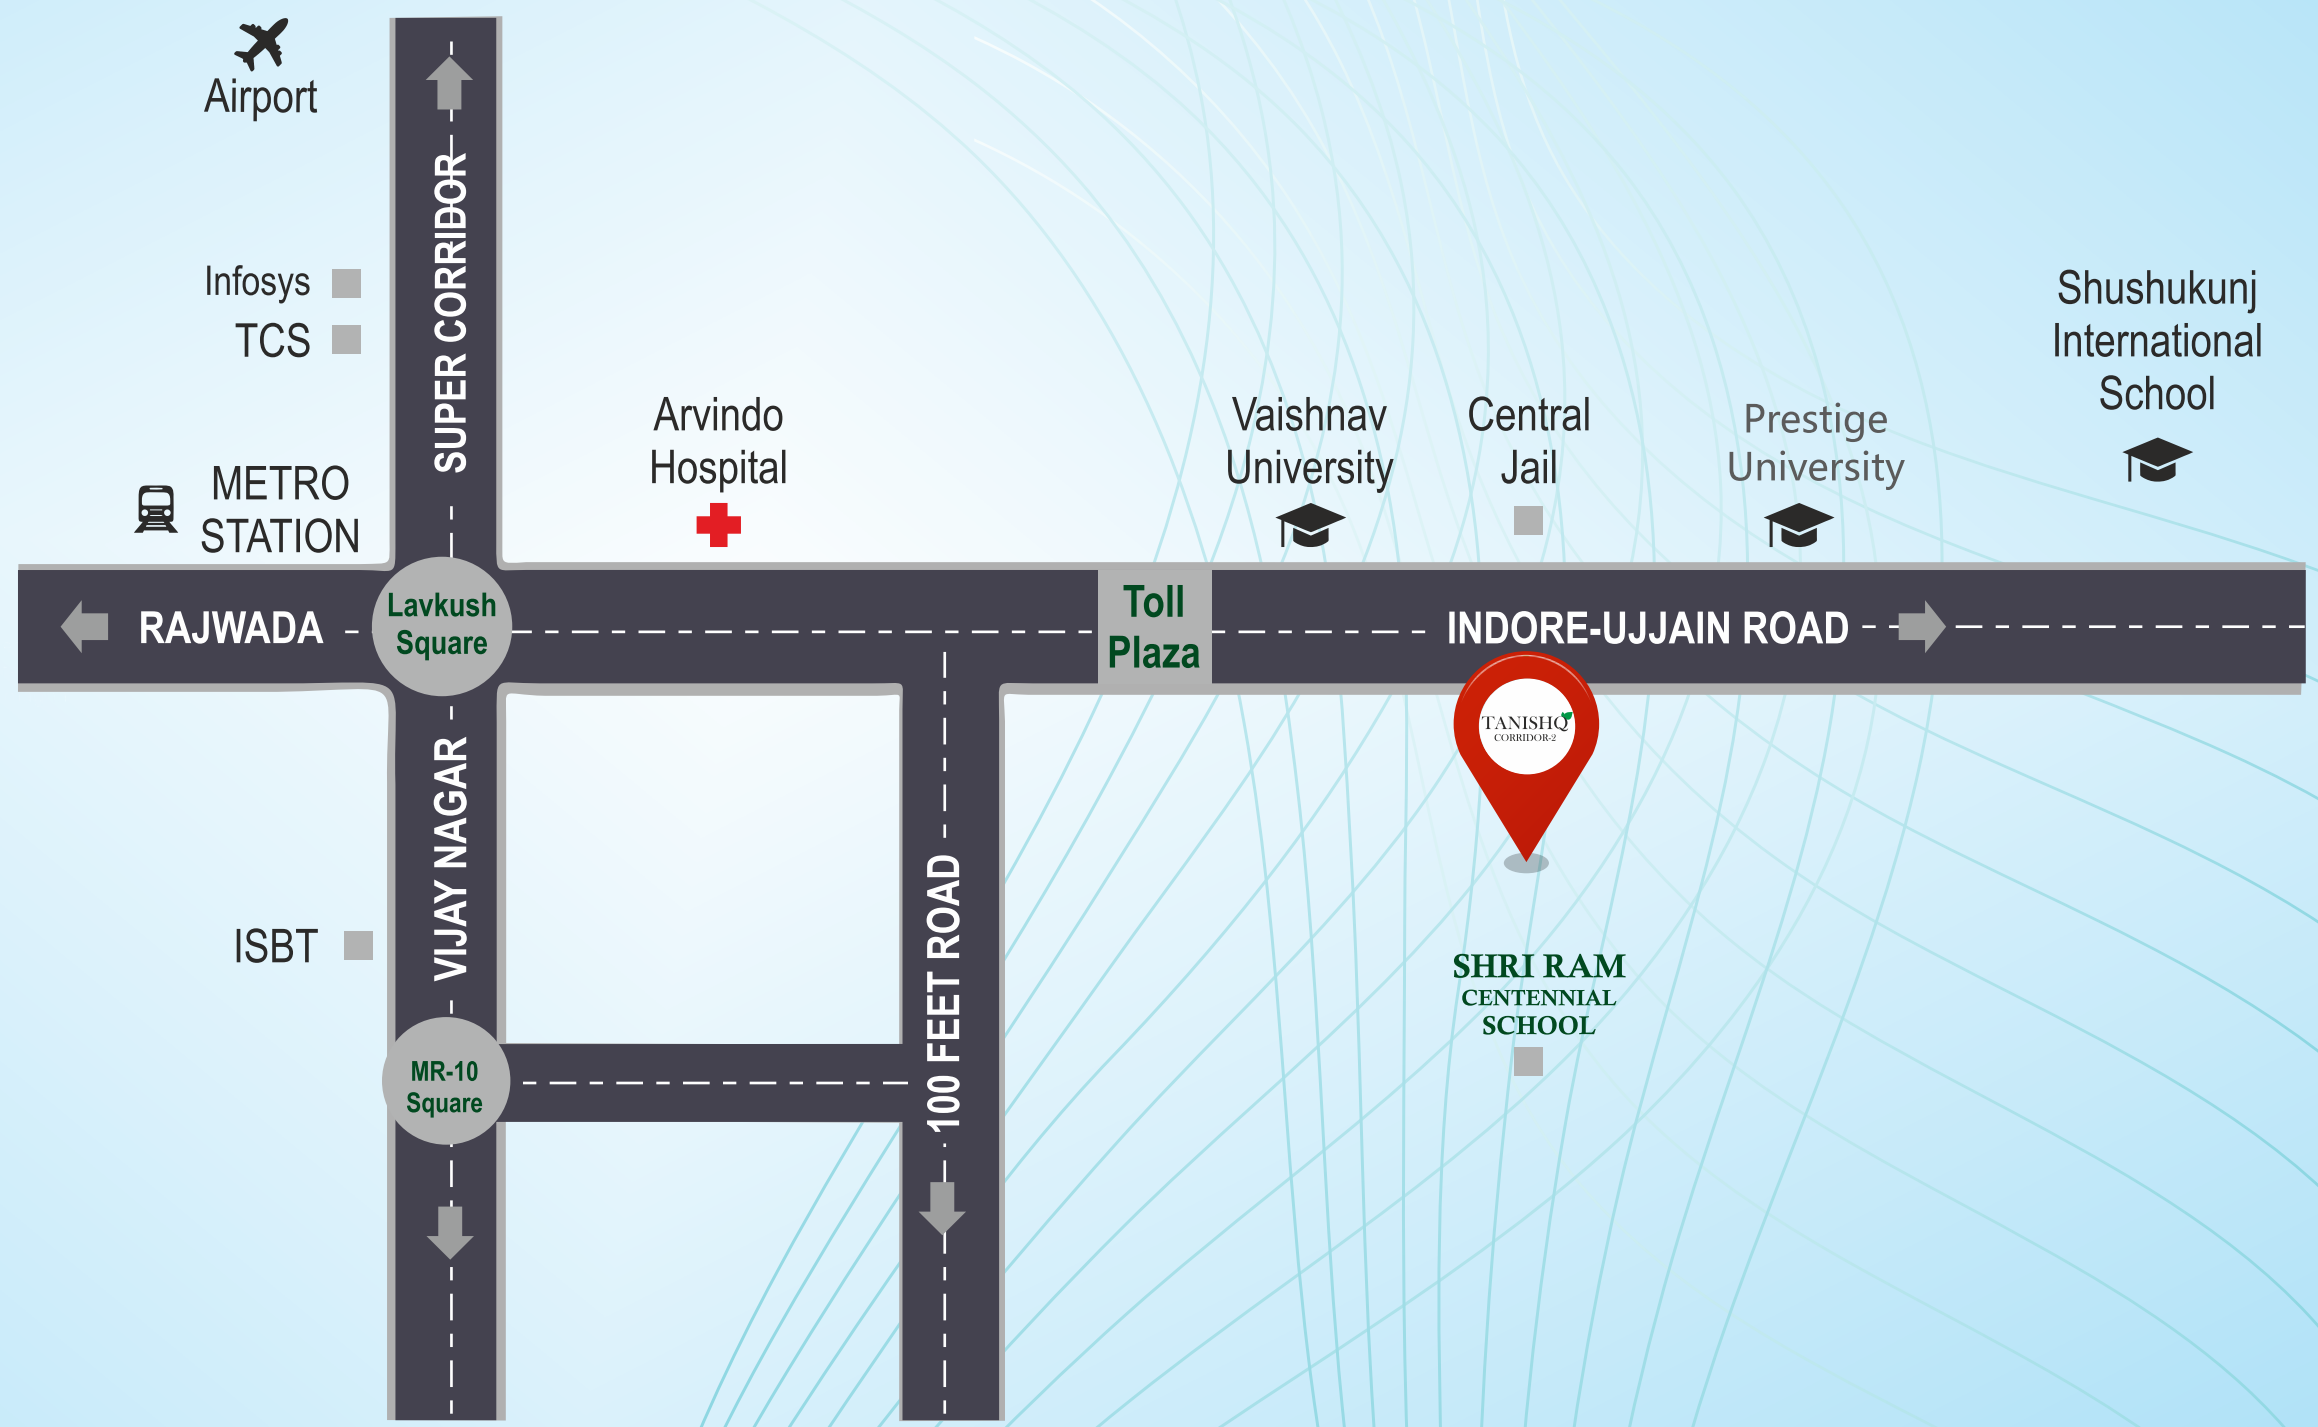 Airport
SUPER CORRIDOR
Infosys
TCS
METRO
STATION
Arvindo
Hospital
Vaishnav
University
Central
Jail
Prestige
University
Shushukunj
International
School
RAJWADA
Lavkush
Square
Toll
Plaza
INDORE-UJJAIN ROAD
TANISHQ
CORRIDOR-2
VIJAY NAGAR
ISBT
100 FEET ROAD
SHRI RAM
CENTENNIAL
SCHOOL
MR-10
Square